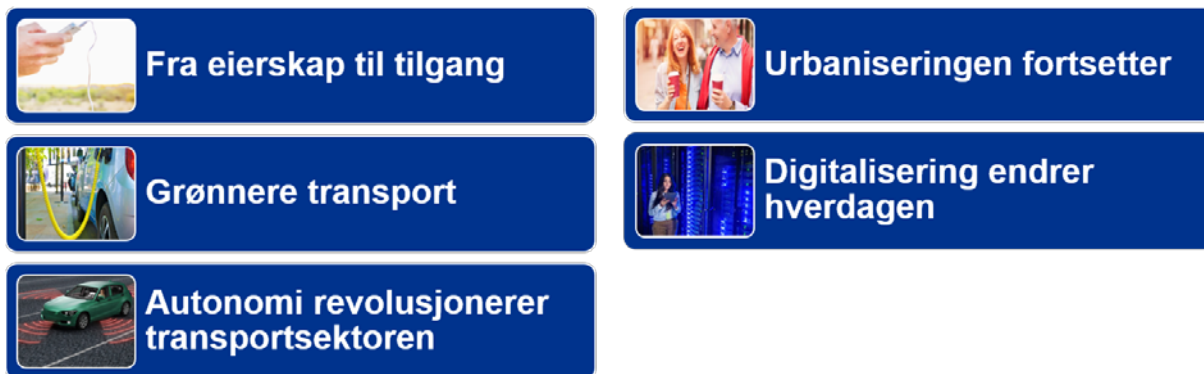 Fra eierskap til tilgang
Grønnere transport
Autonomi revolusjonerer
transportsektoren
Urbaniseringen fortsetter
Digitalisering endrer
hverdagen